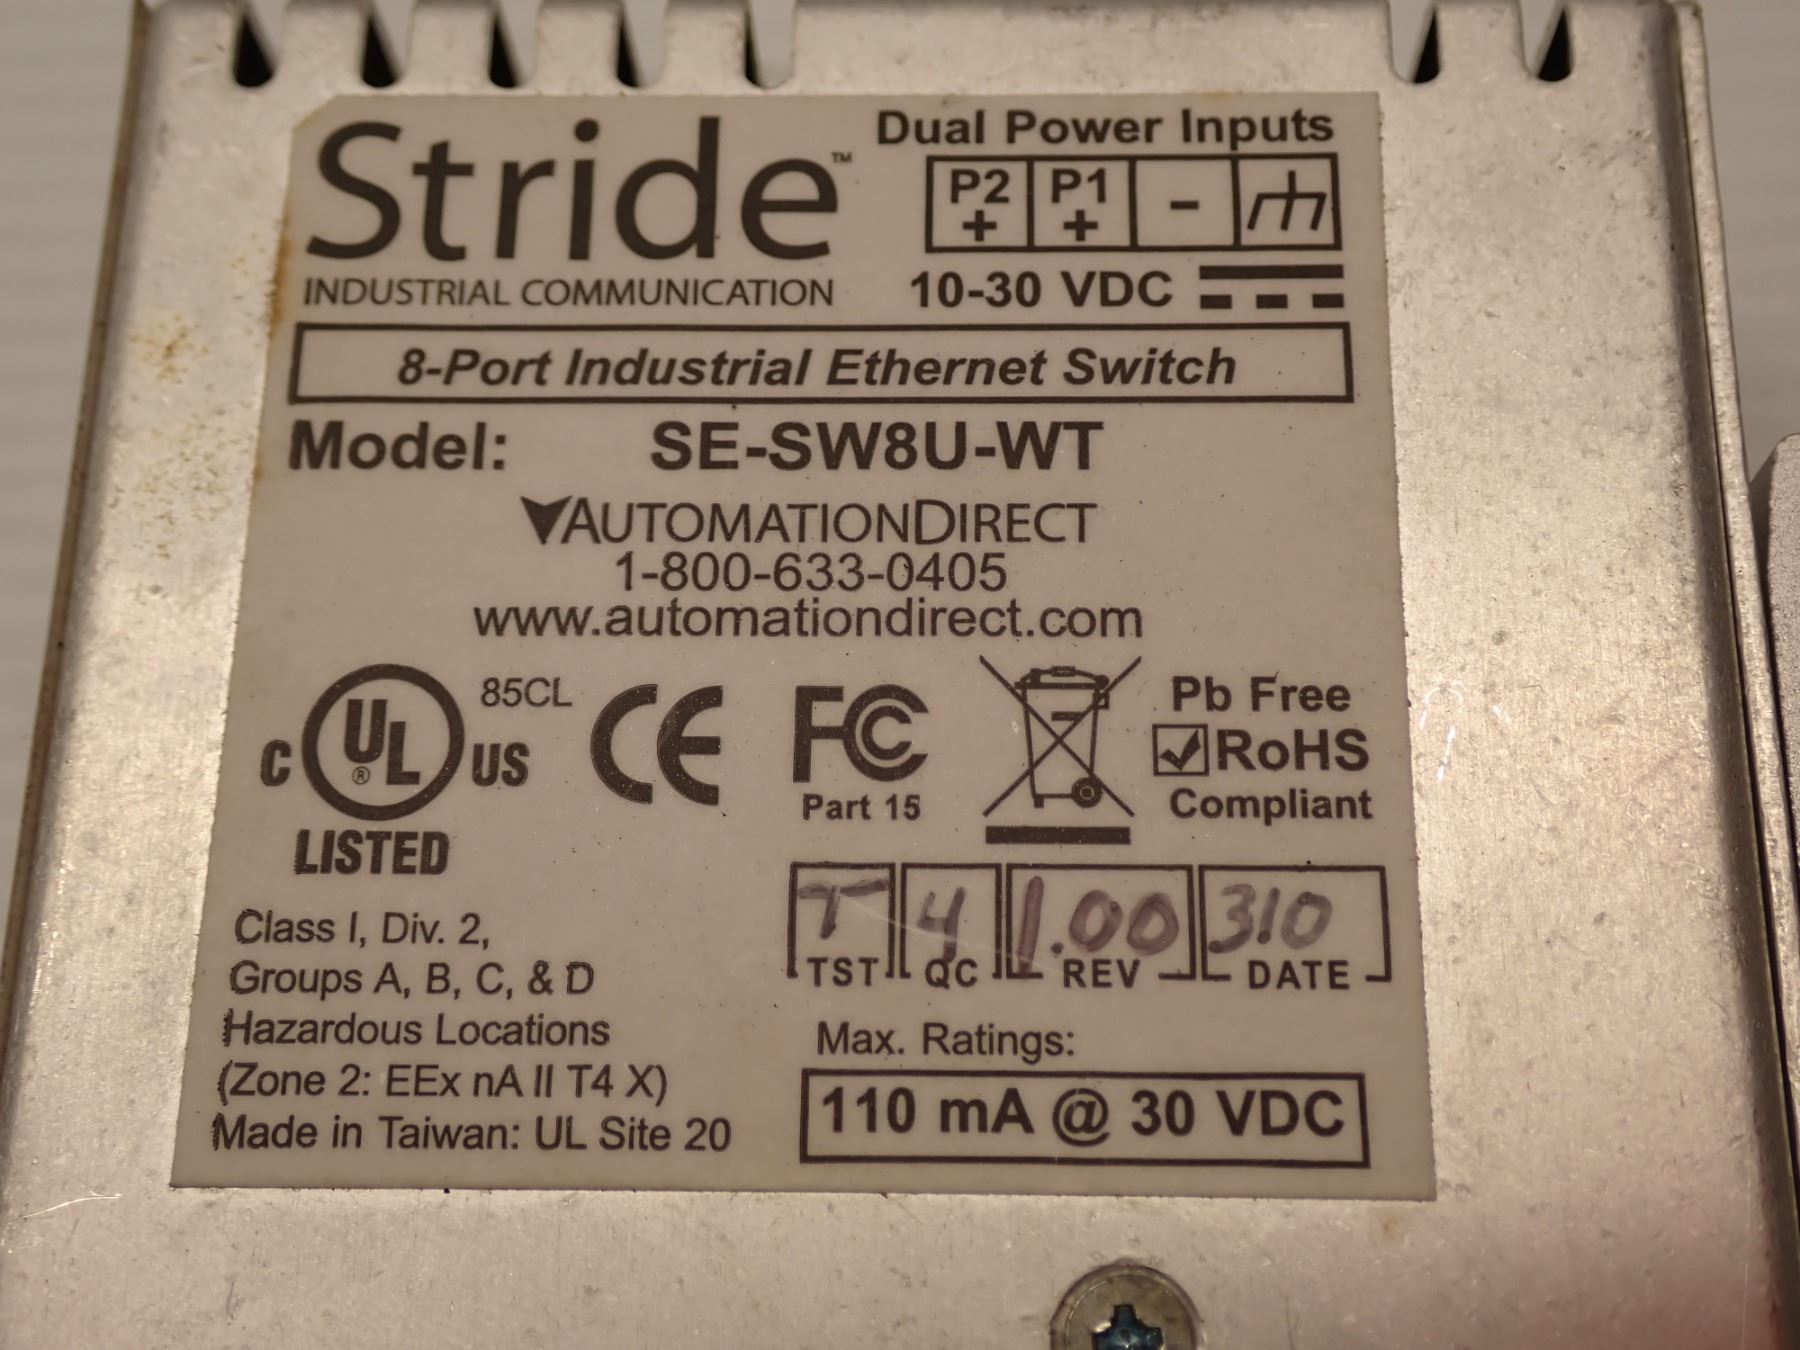 Stride™
INDUSTRIAL COMMUNICATION
Dual Power Inputs
P2 + P1 + -
10-30 VDC
8-Port Industrial Ethernet Switch
Model: SE-SW8U-WT
AUTOMATIONDIRECT
1-800-633-0405
www.automationdirect.com
C UL® US 85CL
LISTED
CE
FC
Part 15
Pb Free
RoHS
Compliant
T 4 1.00 310
TST QC REV DATE
Class I, Div. 2,
Groups A, B, C, & D
Hazardous Locations
(Zone 2: EEx nA II T4 X)
Made in Taiwan: UL Site 20
Max. Ratings:
110 mA @ 30 VDC